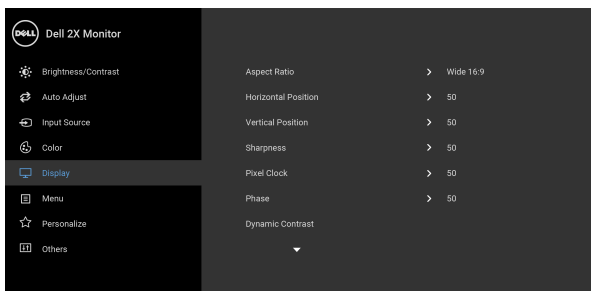 DELL Dell 2X Monitor
Brightness/Contrast
Auto Adjust
Input Source
Color
Display
Menu
Personalize
Others
Aspect Ratio Wide 16:9
Horizontal Position 50
Vertical Position 50
Sharpness 50
Pixel Clock 50
Phase 50
Dynamic Contrast